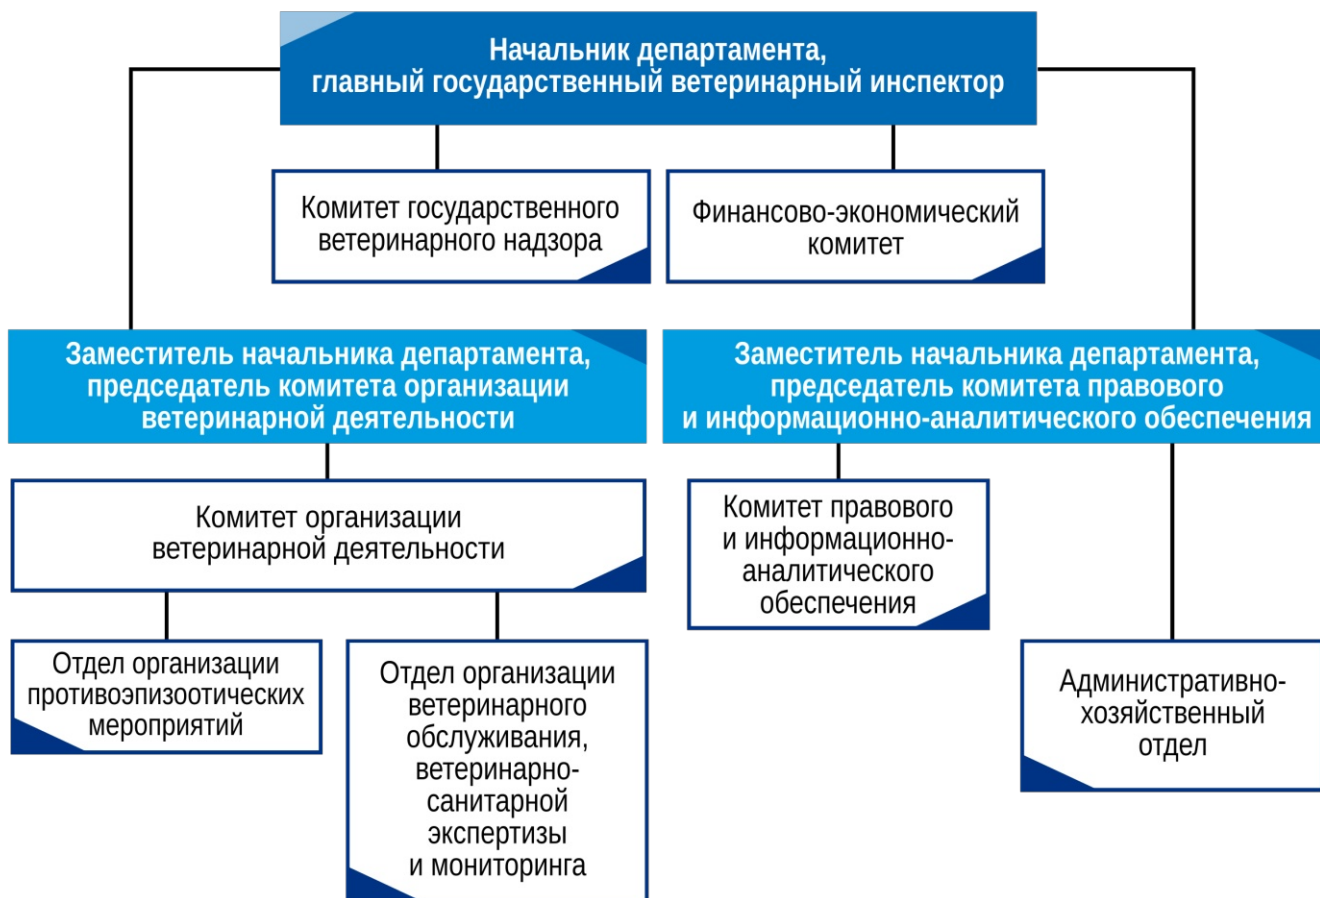 Начальник департамента,
главный государственный ветеринарный инспектор
Комитет государственного
ветеринарного надзора
Финансово-экономический
комитет
Заместитель начальника департамента,
председатель комитета организации
ветеринарной деятельности
Заместитель начальника департамента,
председатель комитета правового
и информационно-аналитического обеспечения
Комитет организации
ветеринарной деятельности
Комитет правового
и информационно-
аналитического
обеспечения
Отдел организации
противоэпизоотических
мероприятий
Отдел организации
ветеринарного
обслуживания,
ветеринарно-
санитарной
экспертизы
и мониторинга
Административно-
хозяйственный
отдел